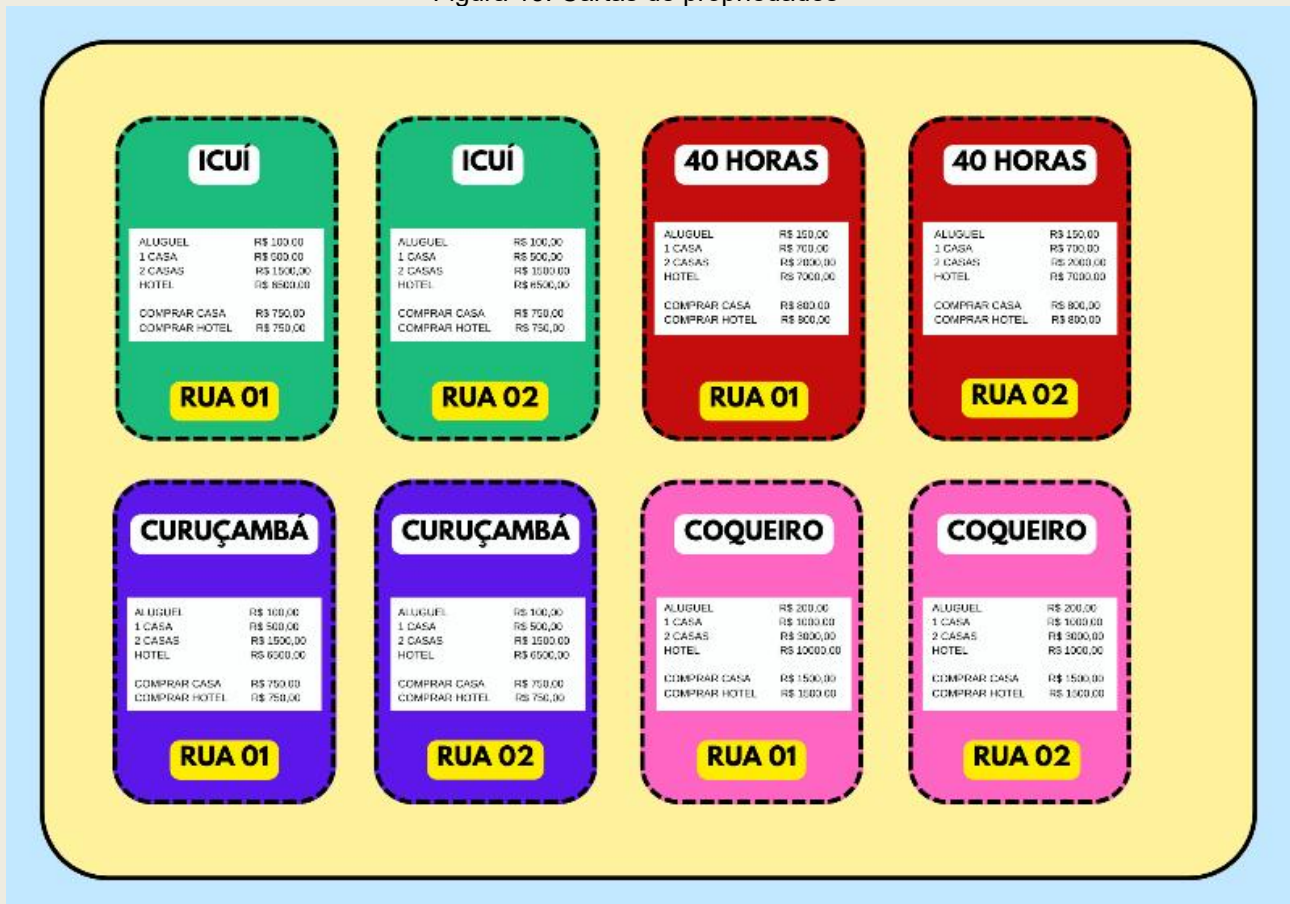 ICUÍ
ALUGUEL R$ 100,00
1 CASA R$ 500,00
2 CASAS R$ 1500,00
HOTEL R$ 6500,00
COMPRAR CASA R$ 750,00
COMPRAR HOTEL R$ 750,00
RUA 01
ICUÍ
ALUGUEL R$ 100,00
1 CASA R$ 500,00
2 CASAS R$ 1500,00
HOTEL R$ 6500,00
COMPRAR CASA R$ 750,00
COMPRAR HOTEL R$ 750,00
RUA 02
40 HORAS
ALUGUEL R$ 150,00
1 CASA R$ 700,00
2 CASAS R$ 2000,00
HOTEL R$ 7000,00
COMPRAR CASA R$ 800,00
COMPRAR HOTEL R$ 800,00
RUA 01
40 HORAS
ALUGUEL R$ 150,00
1 CASA R$ 700,00
2 CASAS R$ 2000,00
HOTEL R$ 7000,00
COMPRAR CASA R$ 800,00
COMPRAR HOTEL R$ 800,00
RUA 02
CURUÇAMBÁ
ALUGUEL R$ 100,00
1 CASA R$ 500,00
2 CASAS R$ 1500,00
HOTEL R$ 6500,00
COMPRAR CASA R$ 750,00
COMPRAR HOTEL R$ 750,00
RUA 01
CURUÇAMBÁ
ALUGUEL R$ 100,00
1 CASA R$ 500,00
2 CASAS R$ 1500,00
HOTEL R$ 6500,00
COMPRAR CASA R$ 750,00
COMPRAR HOTEL R$ 750,00
RUA 02
COQUEIRO
ALUGUEL R$ 200,00
1 CASA R$ 1000,00
2 CASAS R$ 3000,00
HOTEL R$ 10000,00
COMPRAR CASA R$ 1500,00
COMPRAR HOTEL R$ 1500,00
RUA 01
COQUEIRO
ALUGUEL R$ 200,00
1 CASA R$ 1000,00
2 CASAS R$ 3000,00
HOTEL R$ 1000,00
COMPRAR CASA R$ 1500,00
COMPRAR HOTEL R$ 1500,00
RUA 02